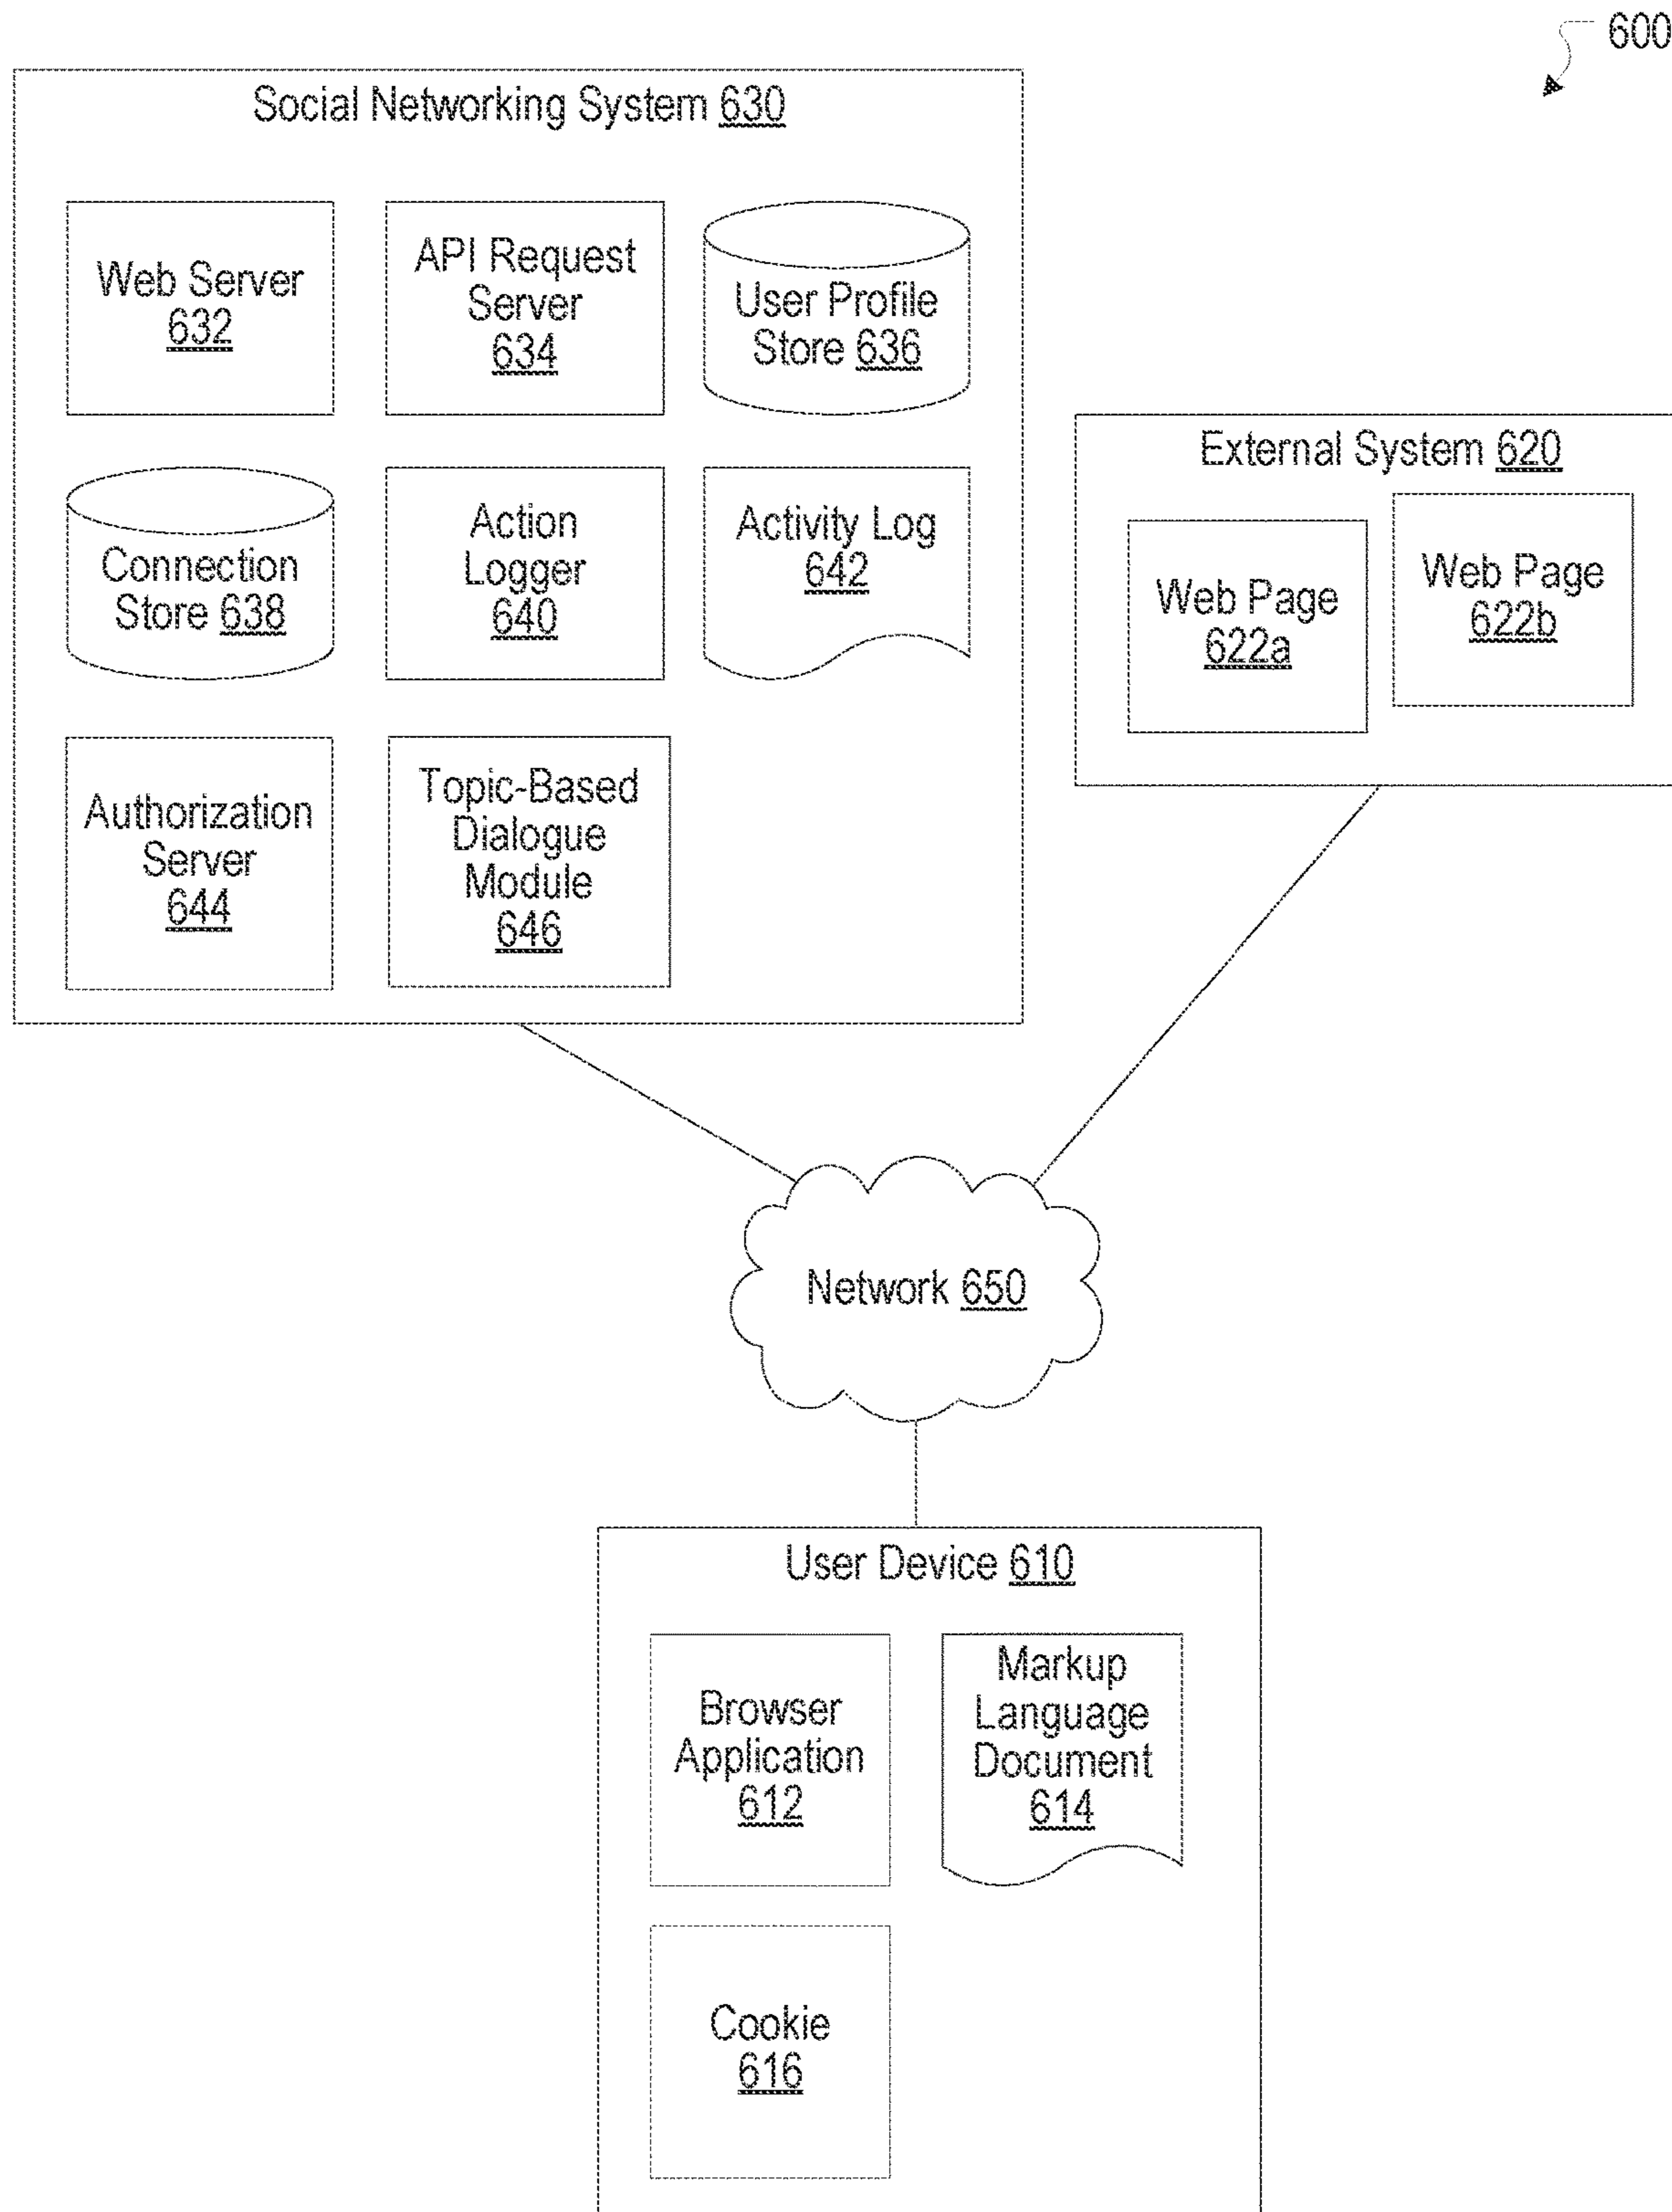 600
Social Networking System 630
Web Server
632
API Request
Server
634
User Profile
Store 636
Connection
Store 638
Action
Logger
640
Activity Log
642
Authorization
Server
644
Topic-Based
Dialogue
Module
646
External System 620
Web Page
622a
Web Page
622b
Network 650
User Device 610
Browser
Application
612
Markup
Language
Document
614
Cookie
616